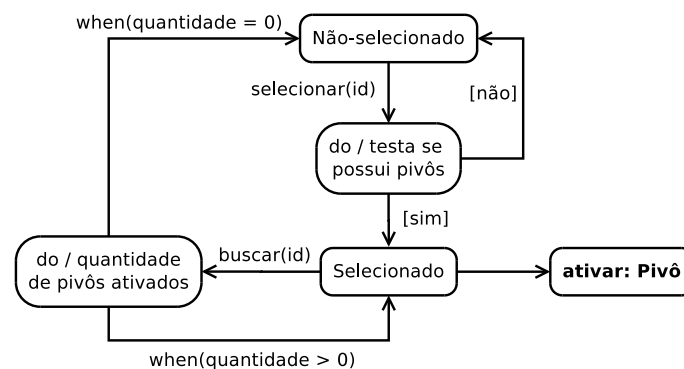 when(quantidade = 0)
Não-selecionado
selecionar(id)
[não]
do / testa se
possui pivôs
[sim]
do / quantidade
de pivôs ativados
buscar(id)
Selecionado
ativar: Pivô
when(quantidade > 0)